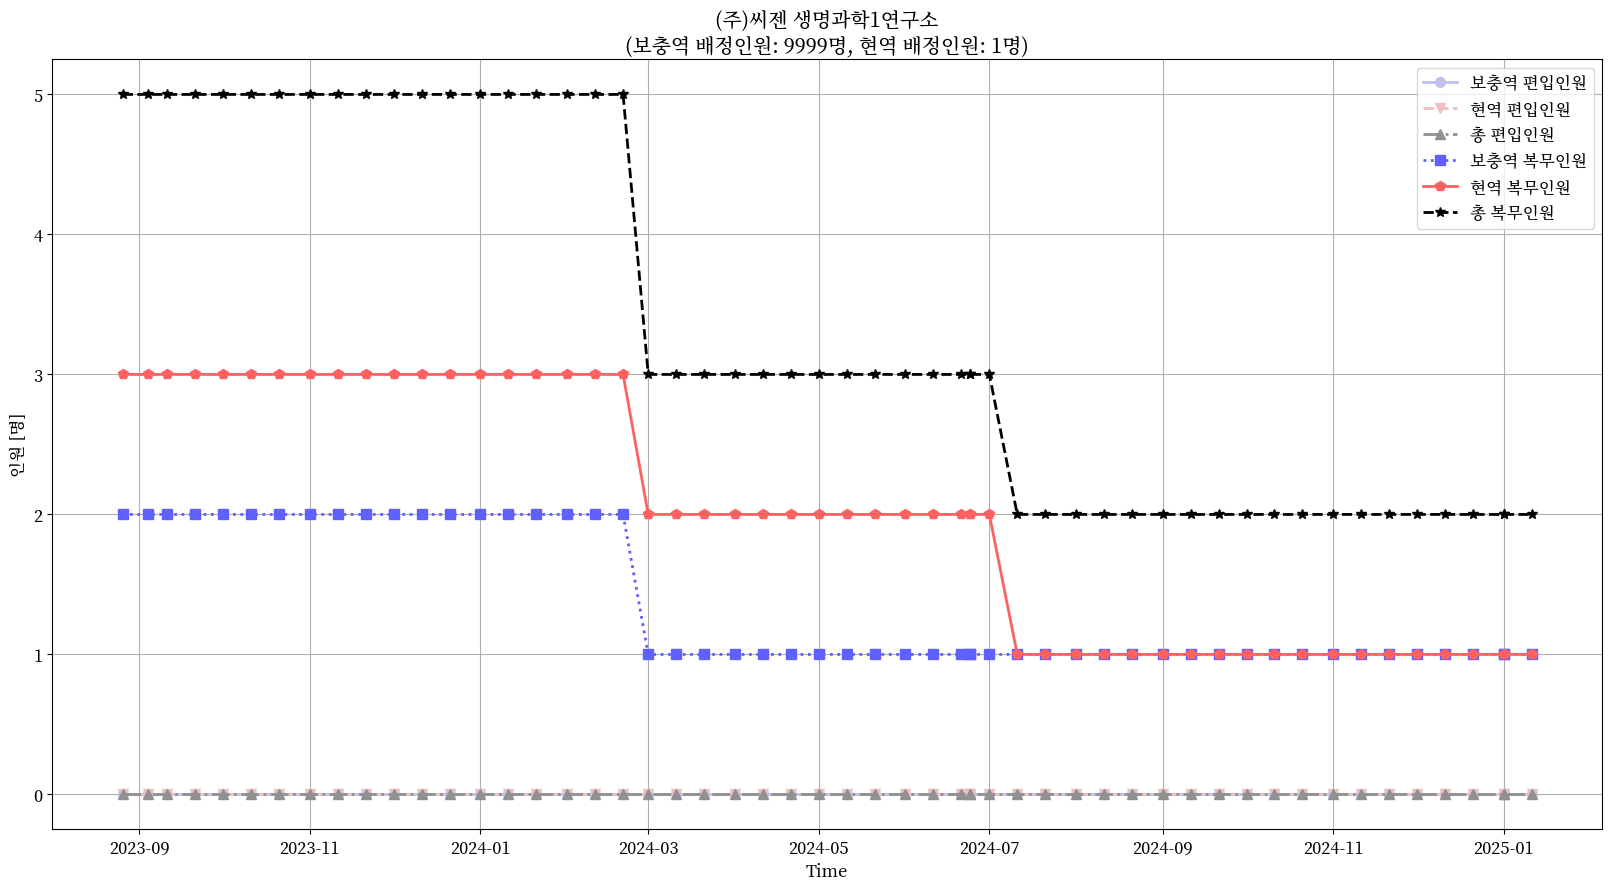 (주)씨젠 생명과학1연구소
(보충역 배정인원: 9999명, 현역 배정인원: 1명)
보충역 편입인원
현역 편입인원
총 편입인원
보충역 복무인원
현역 복무인원
총 복무인원
인원 [명]
5
4
3
2
1
0
2023-09
2023-11
2024-01
2024-03
2024-05
2024-07
2024-09
2024-11
2025-01
Time